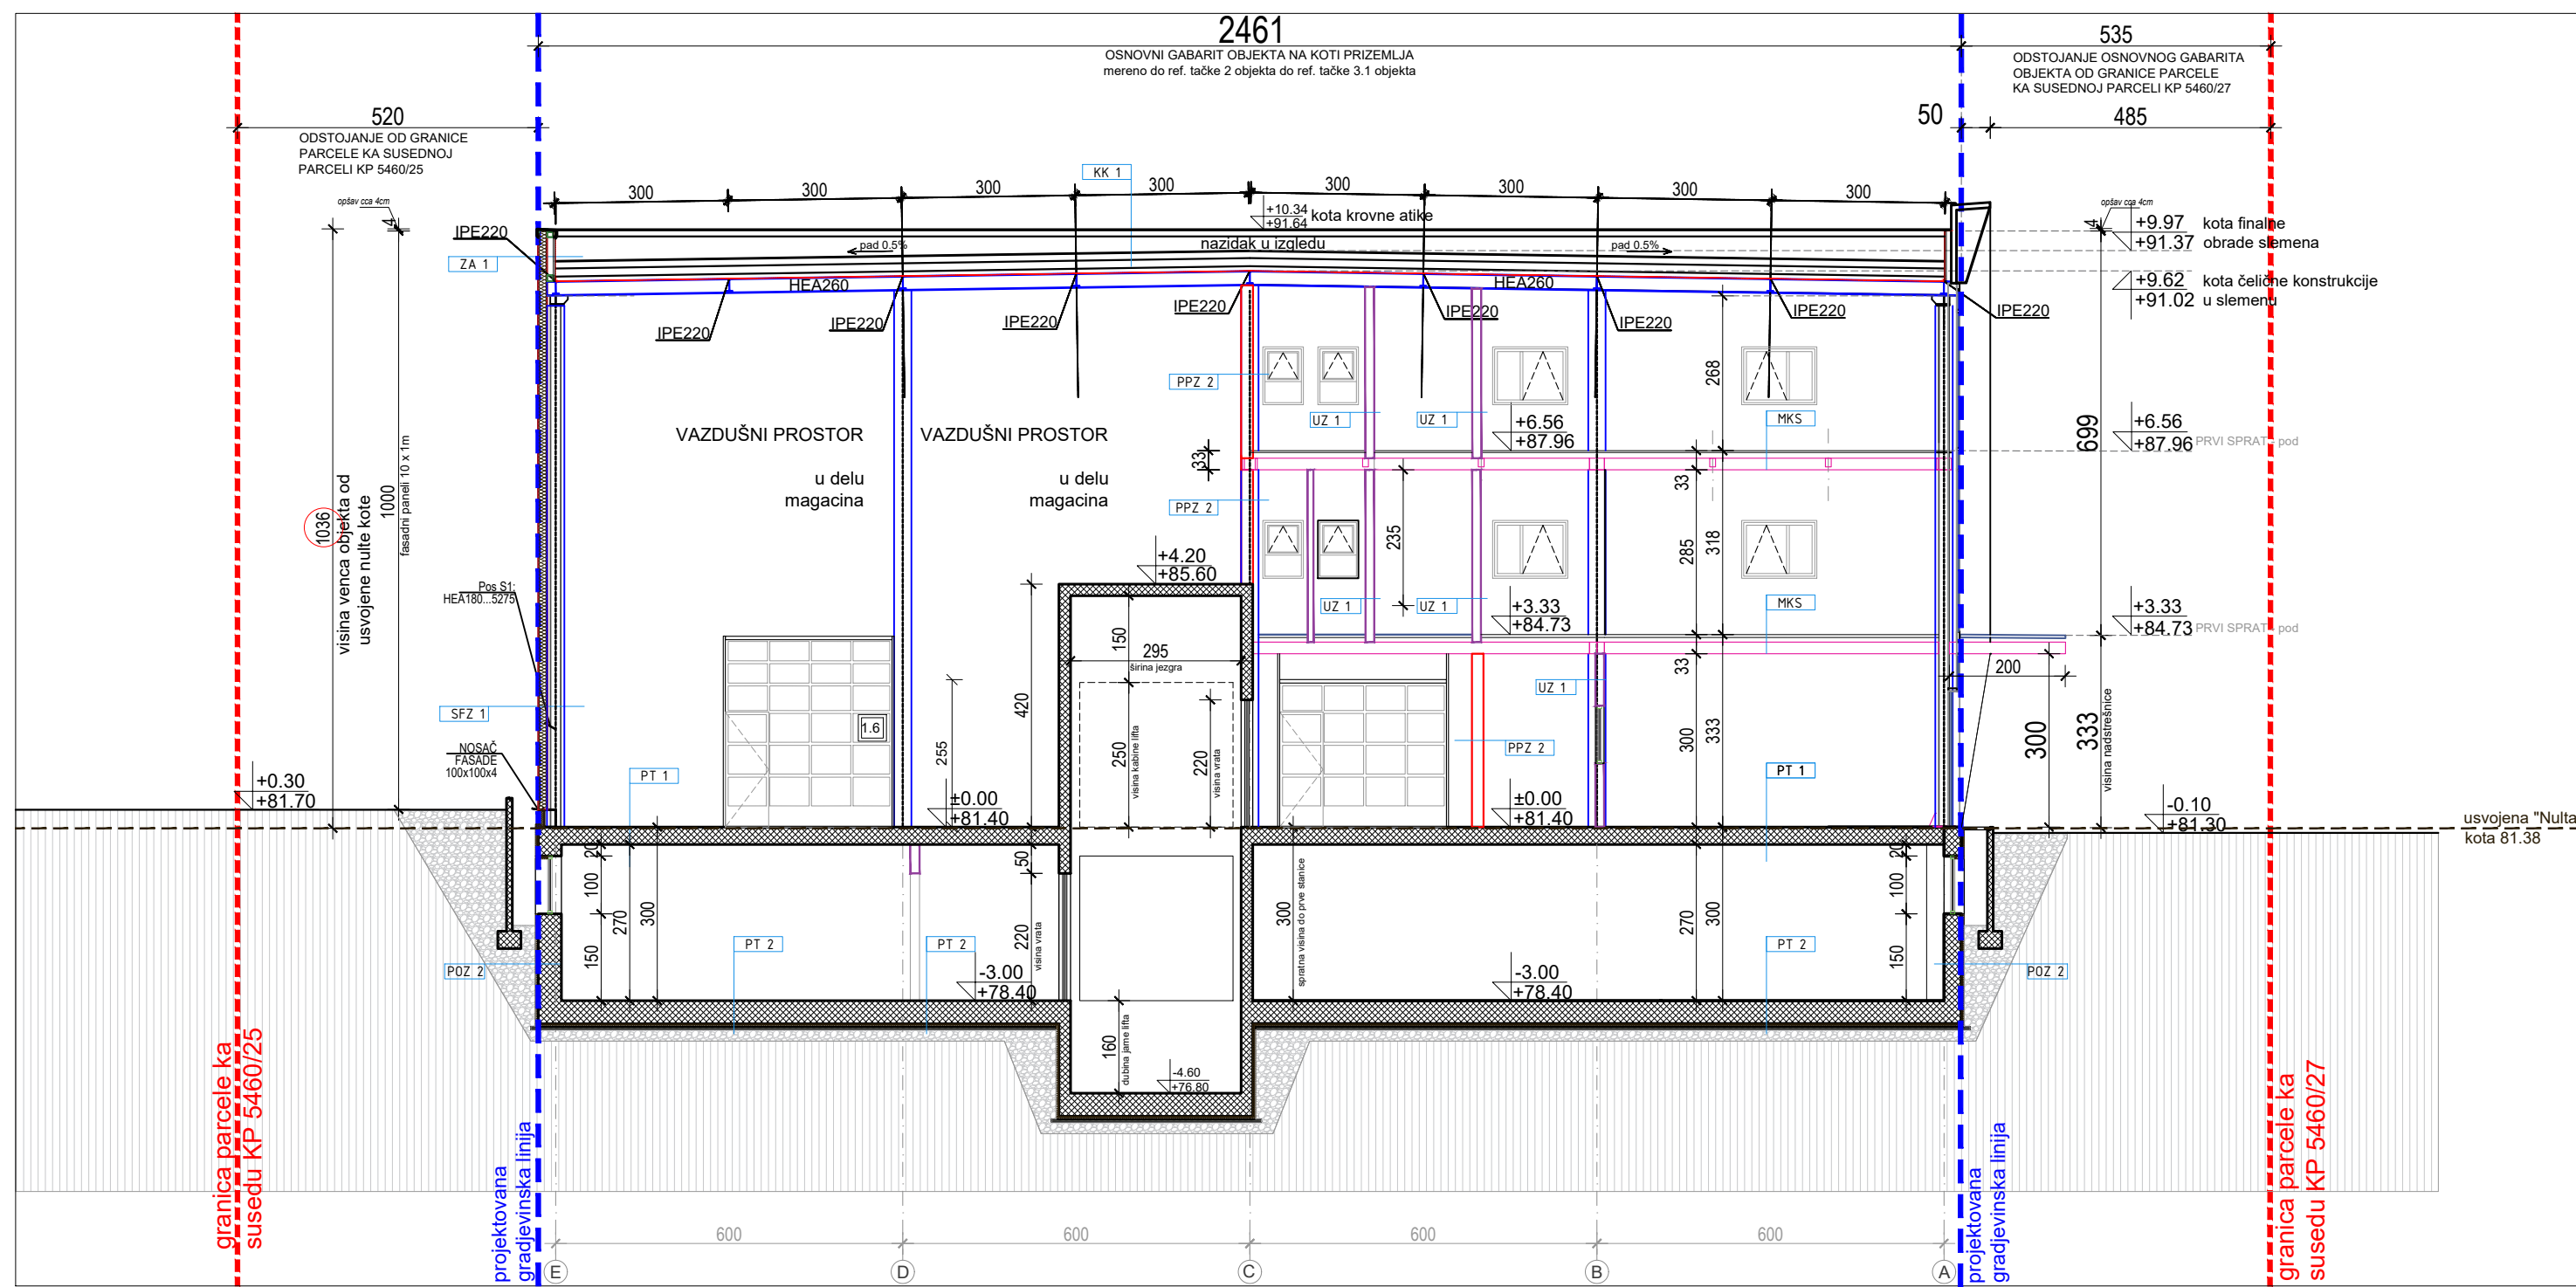 2461
OSNOVNI GABARIT OBJEKTA NA KOTI PRIZEMLJA
mereno do ref. tačke 2 objekta do ref. tačke 3.1 objekta
535
ODSTOJANJE OSNOVNOG GABARITA
OBJEKTA OD GRANICE PARCELE
KA SUSEDNOJ PARCELI KP 5460/27
520
ODSTOJANJE OD GRANICE
PARCELE KA SUSEDNOJ
PARCELI KP 5460/25
50
485
KK 1
300
300
300
300
300
300
300
300
opšav cca 4cm
4
opšav cca 4cm
4
+10.34
+91.64
kota krovne atike
+9.97
+91.37
kota finalne
obrade slemena
IPE220
ZA 1
pad 0.5%
nazidak u izgledu
pad 0.5%
HEA260
HEA260
+9.62
+91.02
kota čelične konstrukcije
u slemenu
IPE220
IPE220
IPE220
IPE220
IPE220
IPE220
IPE220
IPE220
268
PPZ 2
UZ 1
UZ 1
MKS
VAZDUŠNI PROSTOR
u delu
magacina
VAZDUŠNI PROSTOR
u delu
magacina
+6.56
+87.96
699
+6.56
+87.96
PRVI SPRAT - pod
33
33
1036
visina venca objekta od
usvojene nulte kote
1000
fasadni paneli 10 x 1m
PPZ 2
235
285
318
+4.20
+85.60
Pos S1:
HEA180...5275
UZ 1
UZ 1
+3.33
+84.73
MKS
+3.33
+84.73
PRVI SPRAT - pod
150
295
širina jezgra
33
200
UZ 1
SFZ 1
1.6
420
250
visina kabine lifta
220
visina vrata
255
PPZ 2
300
333
300
333
visina nadstrešnice
NOSAČ
FASADE
100x100x4
PT 1
PT 1
+0.30
+81.70
±0.00
+81.40
±0.00
+81.40
-0.10
+81.30
usvojena "Nulta
kota 81.38
20
100
150
270
300
50
220
visina vrata
300
spratna visina do prve stanice
270
300
20
100
150
PT 2
PT 2
PT 2
POZ 2
POZ 2
-3.00
+78.40
-3.00
+78.40
160
dubina jame lifta
-4.60
+76.80
granica parcele ka
susedu KP 5460/25
projektovana
gradjevinska linija
projektovana
gradjevinska linija
granica parcele ka
susedu KP 5460/27
600
600
600
600
E
D
C
B
A